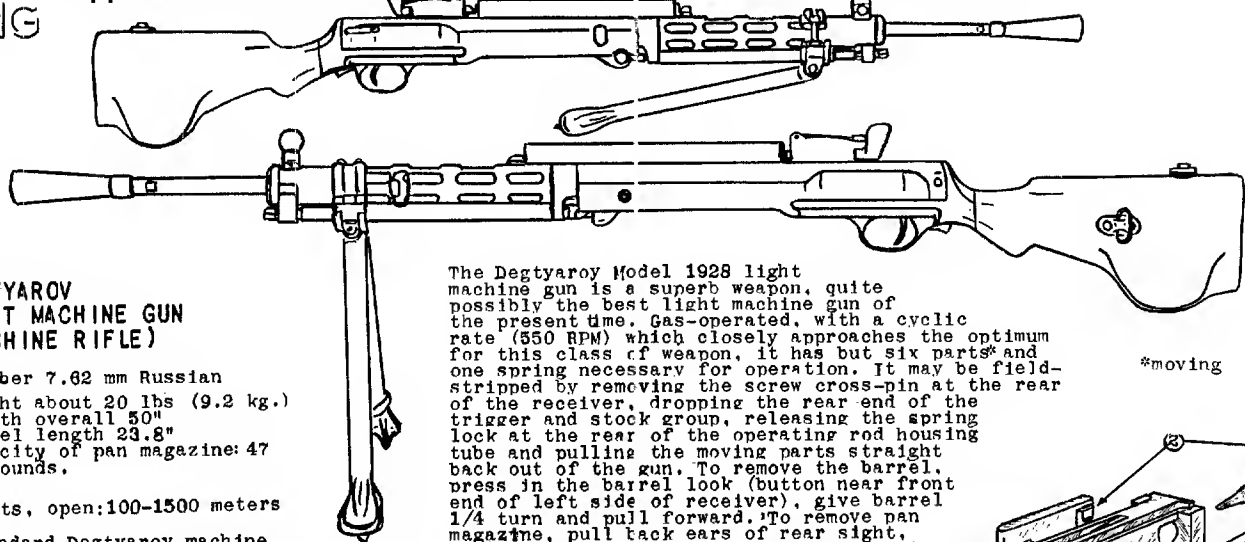 NG
YAROV
T MACHINE GUN
HINE RIFLE)
ber 7.62 mm Russian
ht about 20 lbs (9.2 kg.)
th overall 50"
el length 23.8"
city of pan magazine: 47
ounds.
ts, open:100-1500 meters
ndard Degtyarov machine
The Degtyaroy Model 1928 light
machine gun is a superb weapon, quite
possibly the best light machine gun of
the present time. Gas-operated, with a cyclic
rate (550 RPM) which closely approaches the optimum
for this class of weapon, it has but six parts* and
one spring necessary for operation. It may be field-
stripped by removing the screw cross-pin at the rear
of the receiver, dropping the rear end of the
trigger and stock group, releasing the spring
lock at the rear of the operating rod housing
tube and pulling the moving parts straight
back out of the gun. To remove the barrel,
press in the barrel look (button near front
end of left side of receiver), give barrel
1/4 turn and pull forward. To remove pan
magazine, pull back ears of rear sight,
*moving